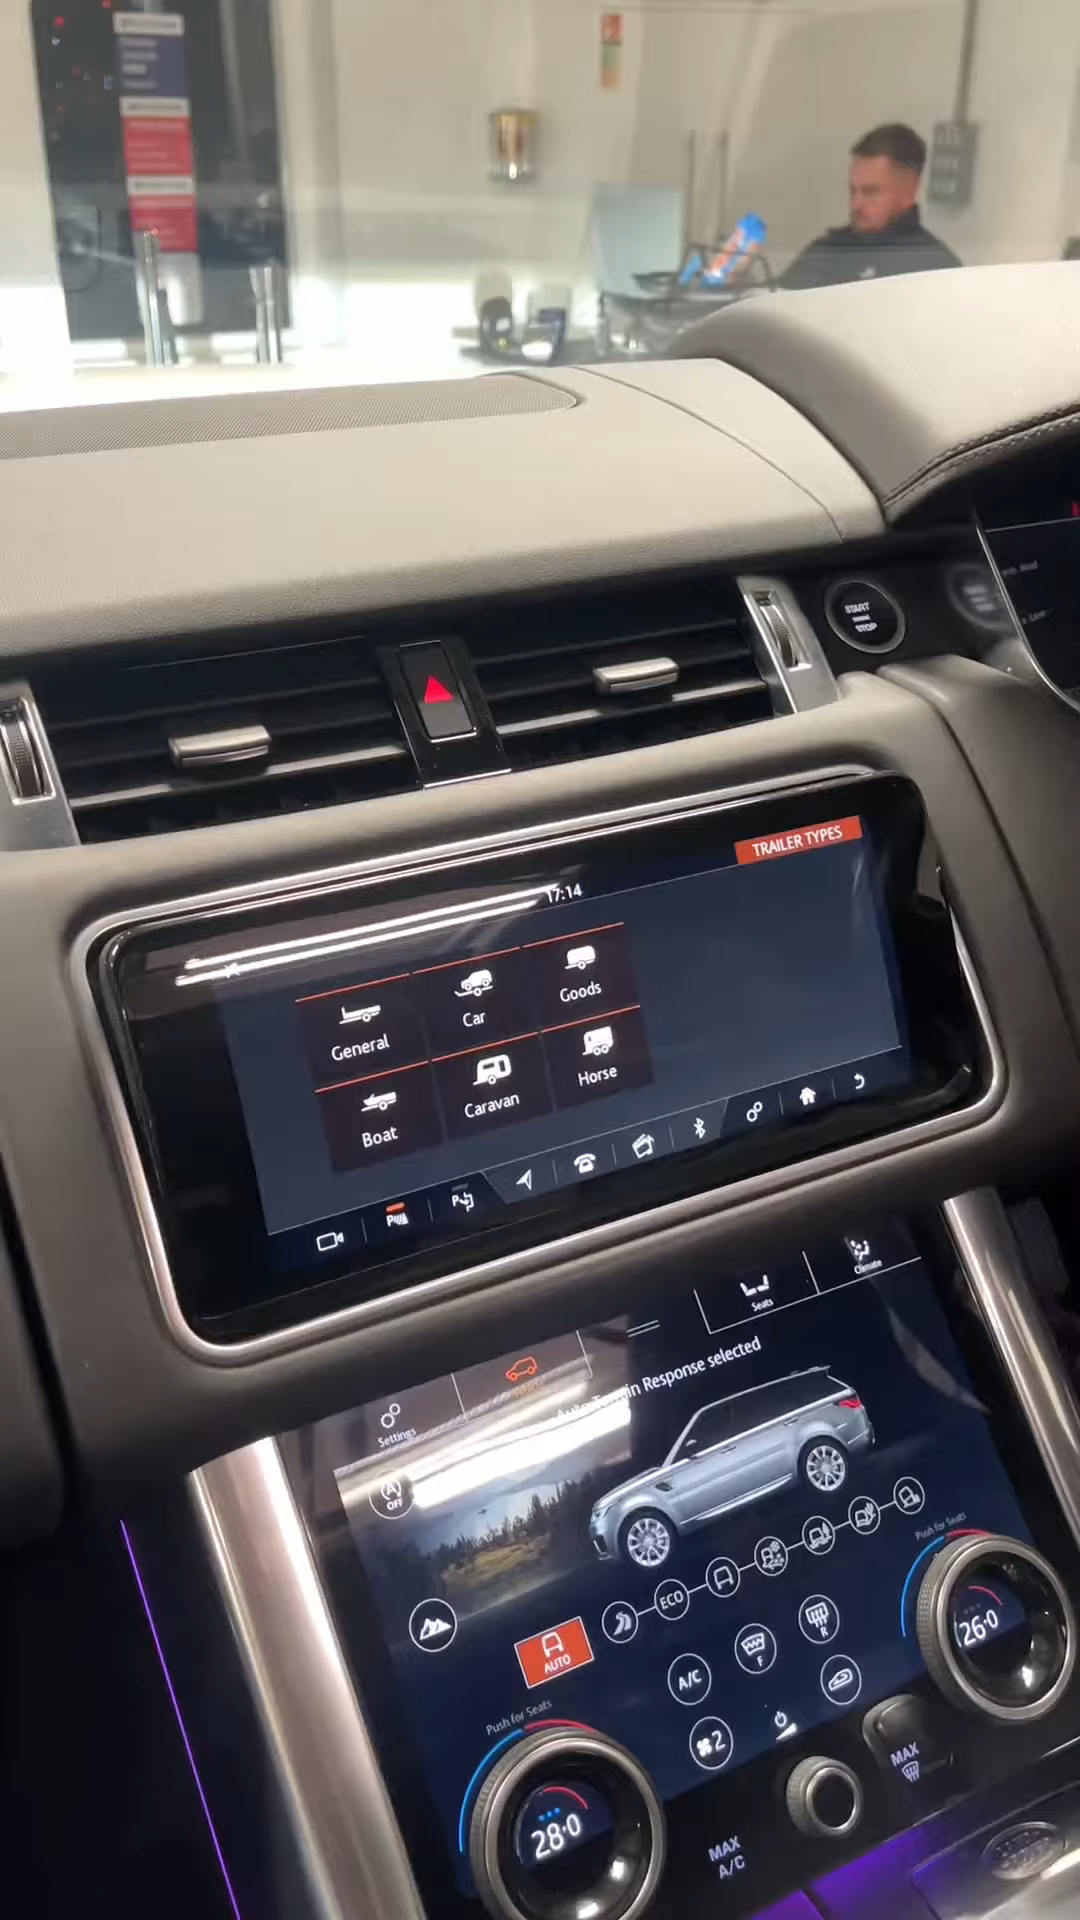 START
STOP
TRAILER TYPES
17:14
General
Car
Goods
Boat
Caravan
Horse
Seats
Climate
Settings
Auto Terrain Response selected
OFF
ECO
AUTO
Push for Seats
26·0
R
F
A/C
2
Push for Seats
28·0
MAX
MAX
A/C